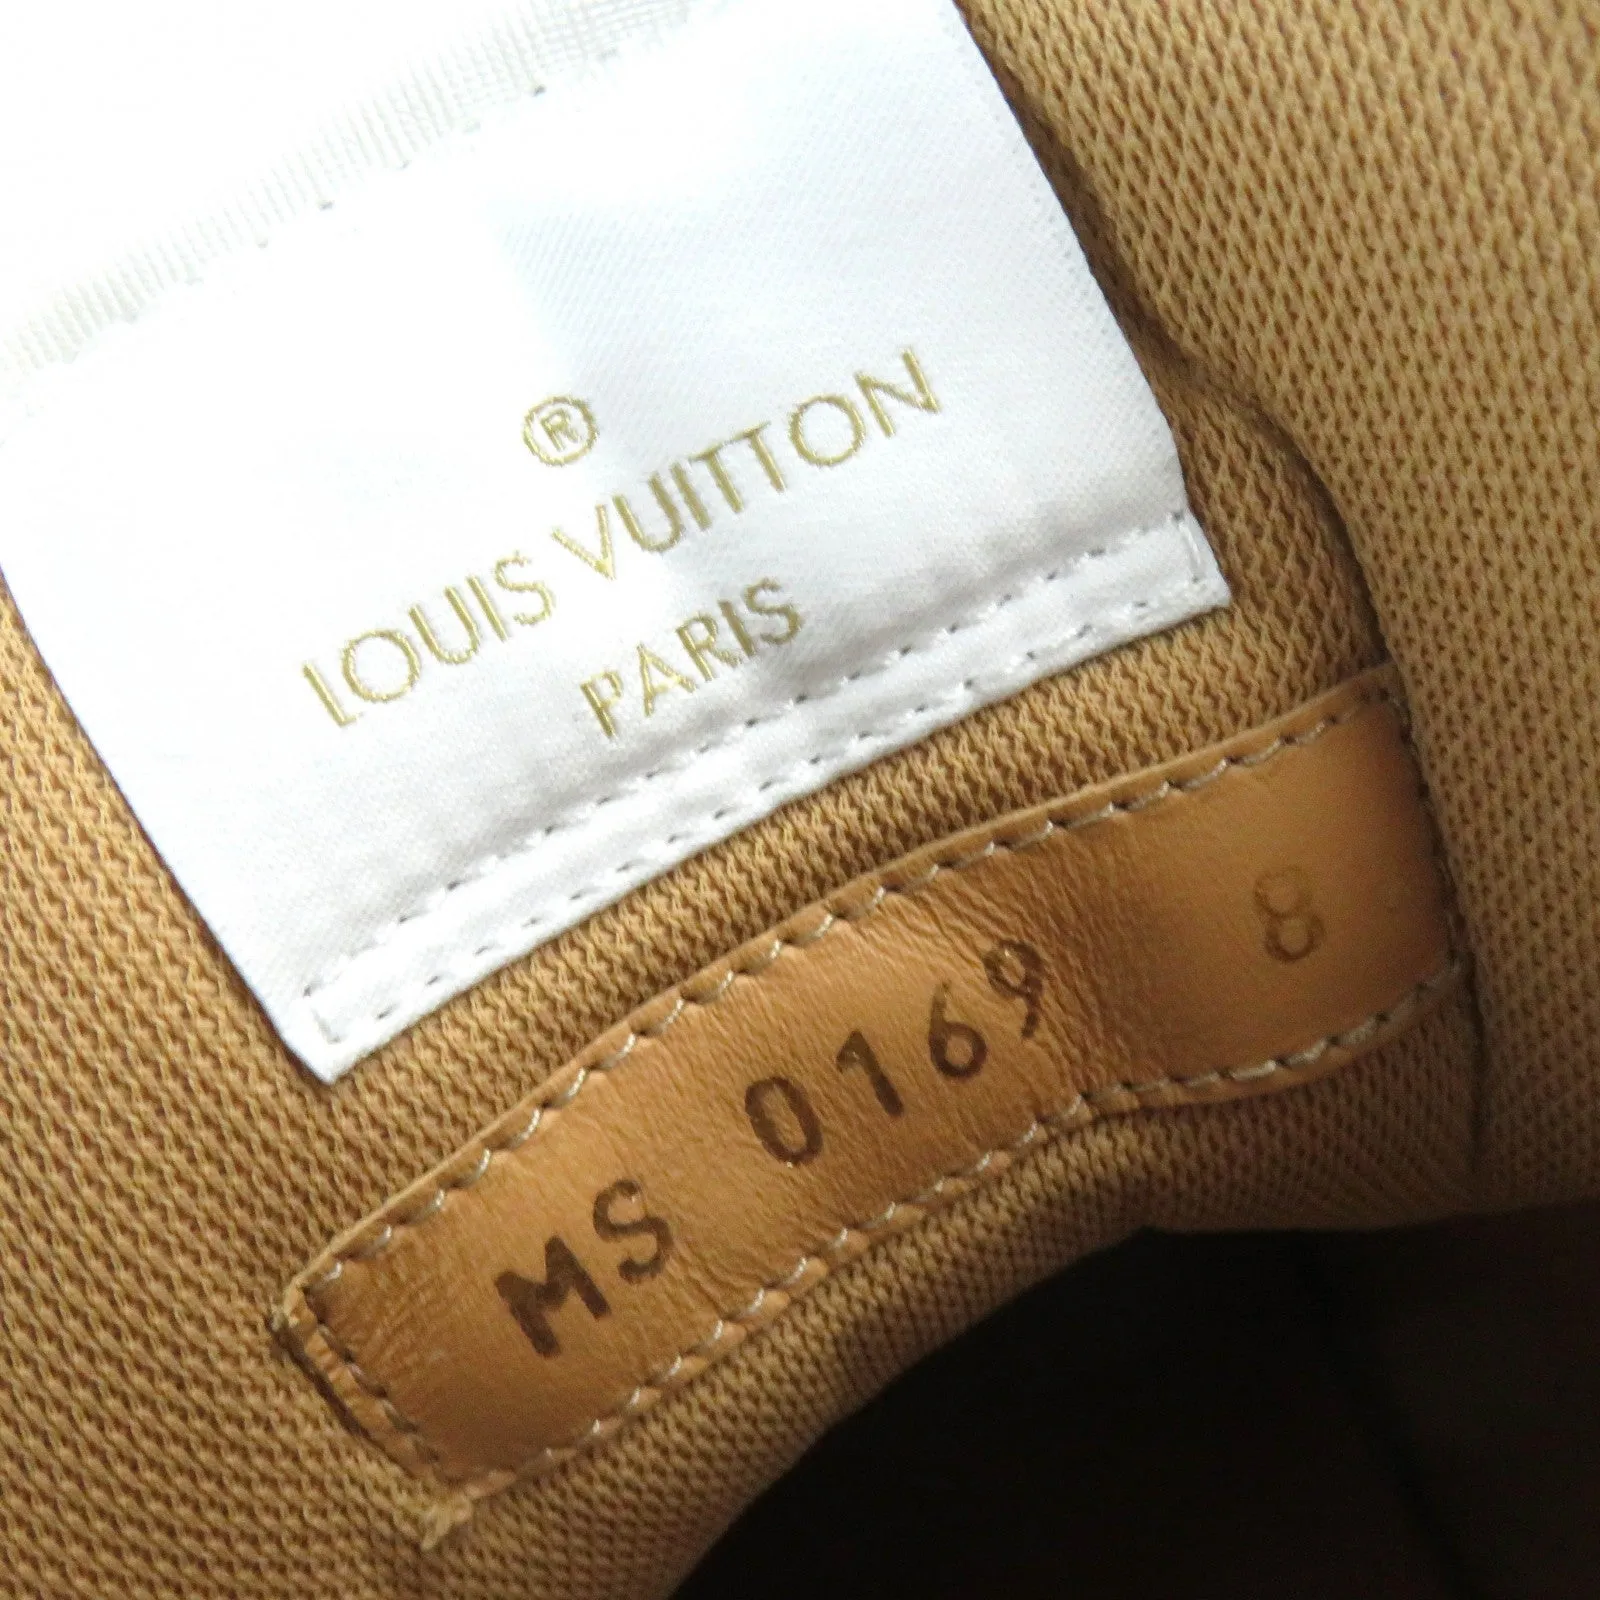 ®
LOUIS VUITTON
PARIS
MS 0169 8